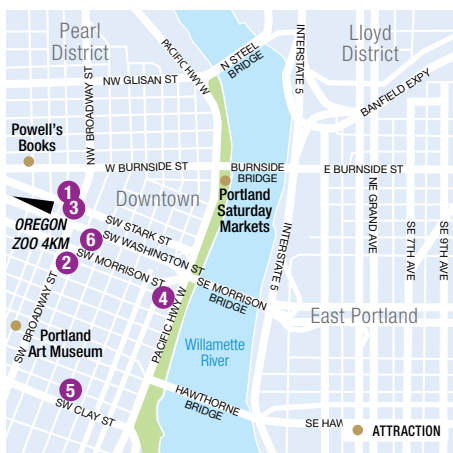 Pearl
District
PACIFIC HWY W
N STEEL
BRIDGE
INTERSTATE 5
Lloyd
District
NW GLISAN ST
BANFIELD EXPY
NW BROADWAY ST
Powell's
Books
W BURNSIDE ST
BURNSIDE
BRIDGE
E BURNSIDE ST
1
3
Downtown
Portland
Saturday
Markets
NE GRAND AVE
SE 7TH AVE
SE 9TH AVE
OREGON
ZOO 4KM
SW STARK ST
6
SW WASHINGTON ST
2
SW MORRISON ST
4
SE MORRISON
BRIDGE
INTERSTATE 5
SW BROADWAY ST
PACIFIC HWY W
East Portland
Portland
Art Museum
Willamette
River
5
SW CLAY ST
HAWTHORNE
BRIDGE
SE HAW
ATTRACTION